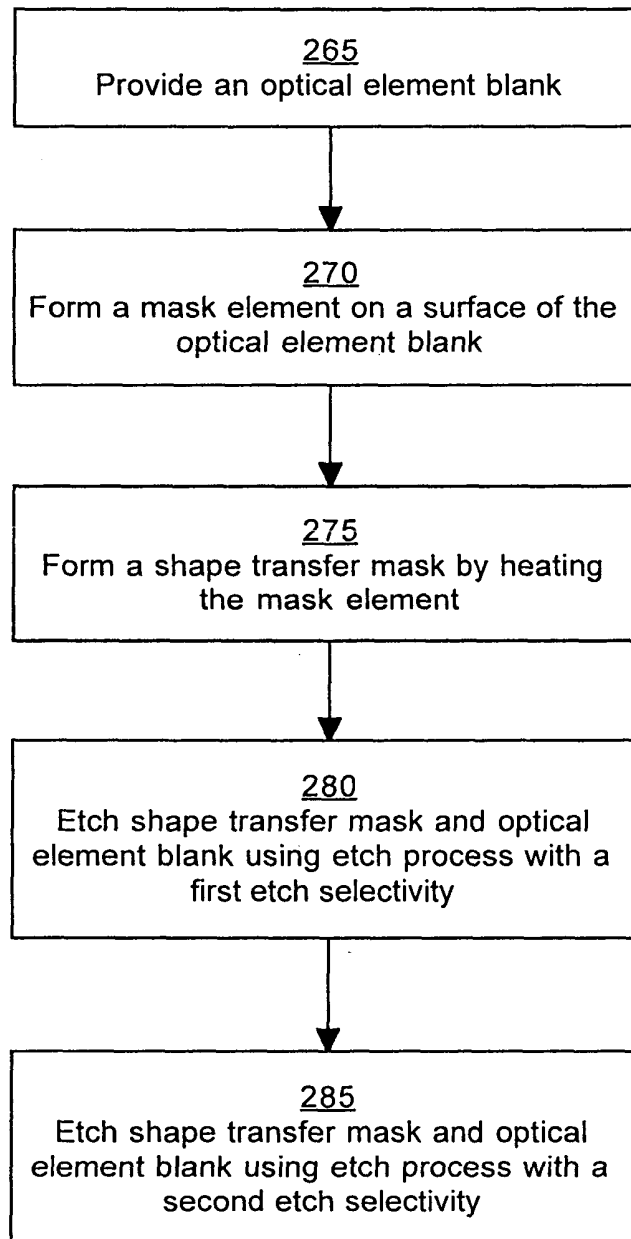 265
Provide an optical element blank
270
Form a mask element on a surface of the
optical element blank
275
Form a shape transfer mask by heating
the mask element
280
Etch shape transfer mask and optical
element blank using etch process with a
first etch selectivity
285
Etch shape transfer mask and optical
element blank using etch process with a
second etch selectivity